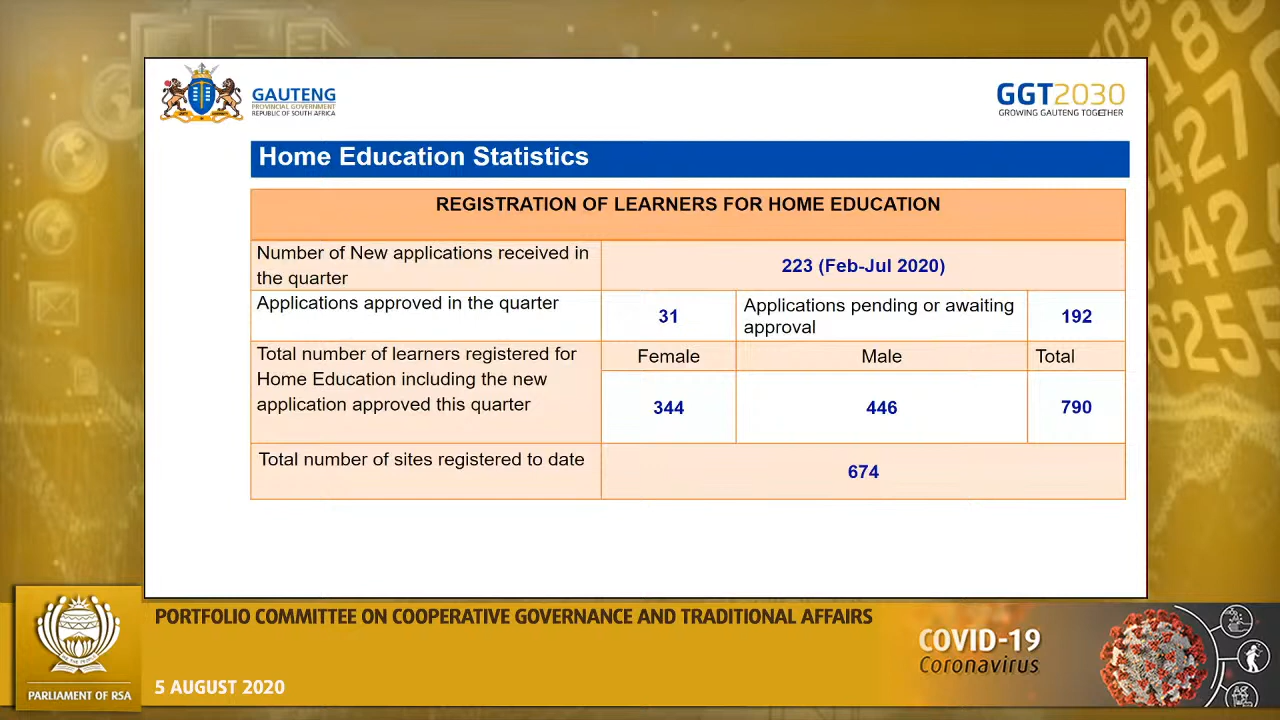 GAUTENG
PROVINCIAL GOVERNMENT
REPUBLIC OF SOUTH AFRICA
GGT2030
GROWING GAUTENG TOGETHER
Home Education Statistics
REGISTRATION OF LEARNERS FOR HOME EDUCATION
Number of New applications received in
the quarter
223 (Feb-Jul 2020)
Applications approved in the quarter
31
Applications pending or awaiting
approval
192
Total number of learners registered for
Home Education including the new
application approved this quarter
Female
Male
Total
344
446
790
Total number of sites registered to date
674
PORTFOLIO COMMITTEE ON COOPERATIVE GOVERNANCE AND TRADITIONAL AFFAIRS
5 AUGUST 2020
PARLIAMENT OF RSA
COVID-19
Coronavirus